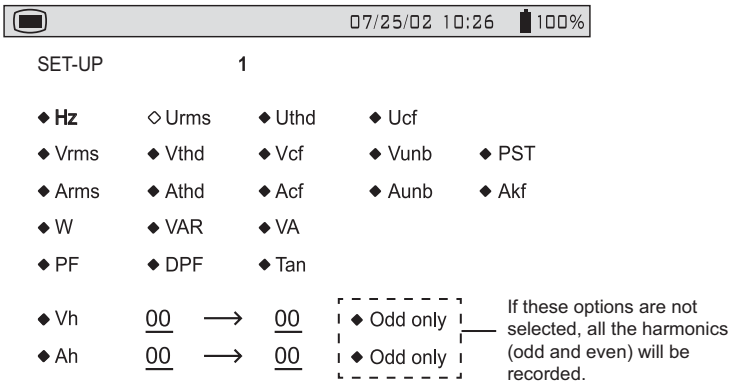 07/25/02 10:26 100%
SET-UP 1
◆ Hz ◇ Urms ◆ Uthd ◆ Ucf
◆ Vrms ◆ Vthd ◆ Vcf ◆ Vunb ◆ PST
◆ Arms ◆ Athd ◆ Acf ◆ Aunb ◆ Akf
◆ W ◆ VAR ◆ VA
◆ PF ◆ DPF ◆ Tan
◆ Vh 00 → 00 ◆ Odd only
◆ Ah 00 → 00 ◆ Odd only
If these options are not
selected, all the harmonics
(odd and even) will be
recorded.